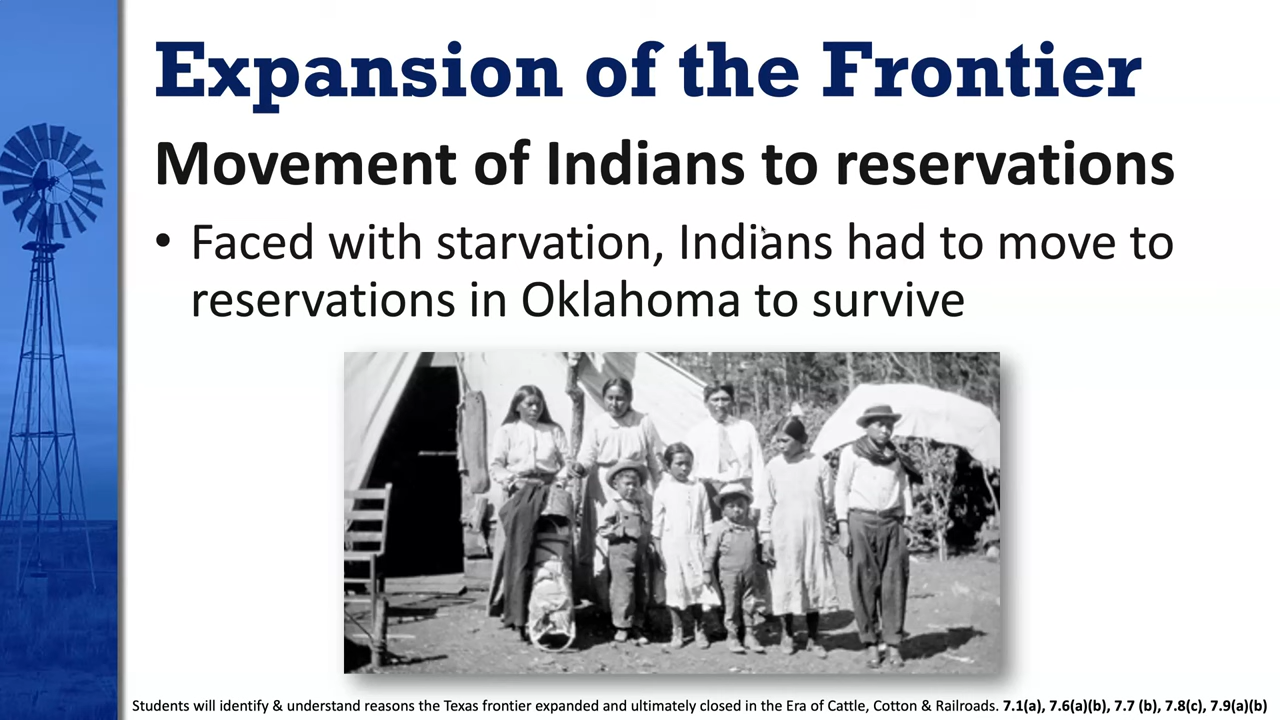 Expansion of the Frontier
Movement of Indians to reservations
• Faced with starvation, Indians had to move to
reservations in Oklahoma to survive
Students will identify & understand reasons the Texas frontier expanded and ultimately closed in the Era of Cattle, Cotton & Railroads. 7.1(a), 7.6(a)(b), 7.7 (b), 7.8(c), 7.9(a)(b)